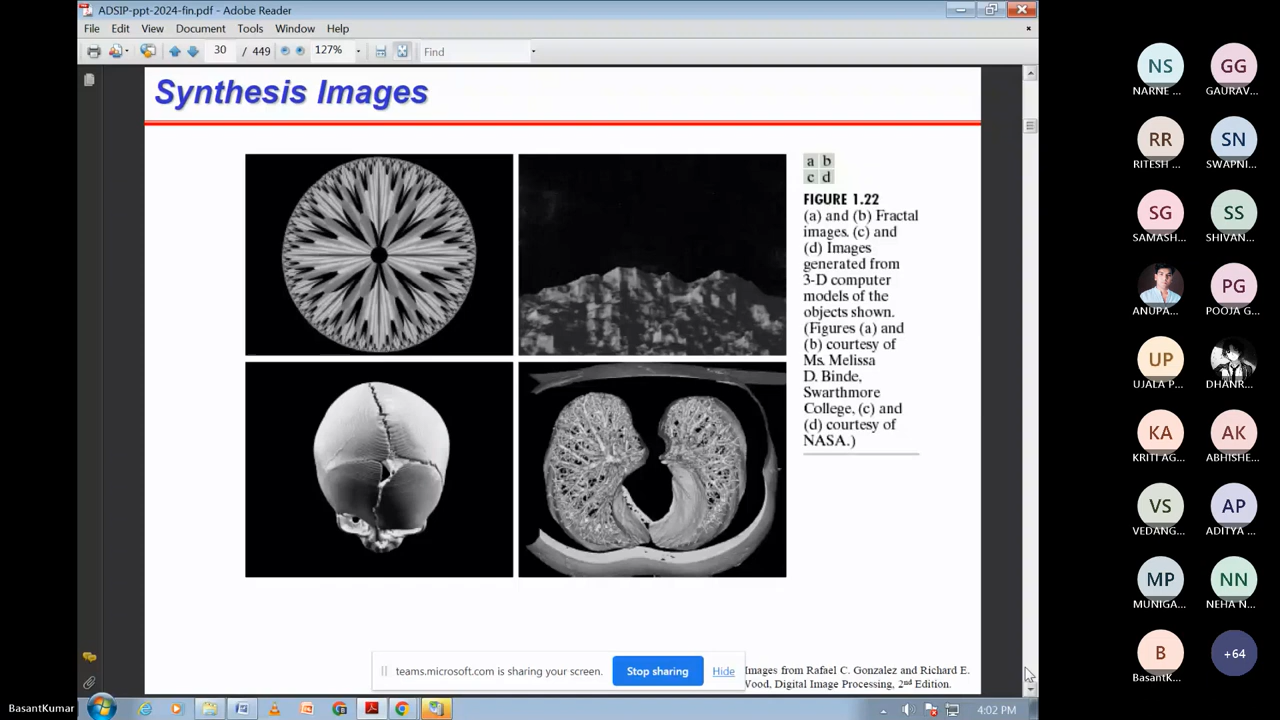 ADSIP-ppt-2024-fin.pdf - Adobe Reader
File Edit View Document Tools Window Help
30 / 449 127% Find
Synthesis Images
a b
c d
FIGURE 1.22
(a) and (b) Fractal
images. (c) and
(d) Images
generated from
3-D computer
models of the
objects shown.
(Figures (a) and
(b) courtesy of
Ms. Melissa
D. Binde,
Swarthmore
College, (c) and
(d) courtesy of
NASA.)
teams.microsoft.com is sharing your screen. Stop sharing Hide
Images from Rafael C. Gonzalez and Richard E.
Wood, Digital Image Processing, 2nd Edition.
BasantKumar
4:02 PM
NS GG
NARNE ... GAURAV...
RR SN
RITESH ... SWAPNI...
SG SS
SAMASH... SHIVAN...
PG
ANUPA... POOJA G...
UP
UJALA P... DHANR...
KA AK
KRITI AG... ABHISHE...
VS AP
VEDANG... ADITYA ...
MP NN
MUNIGA... NEHA N...
B +64
BasantK...